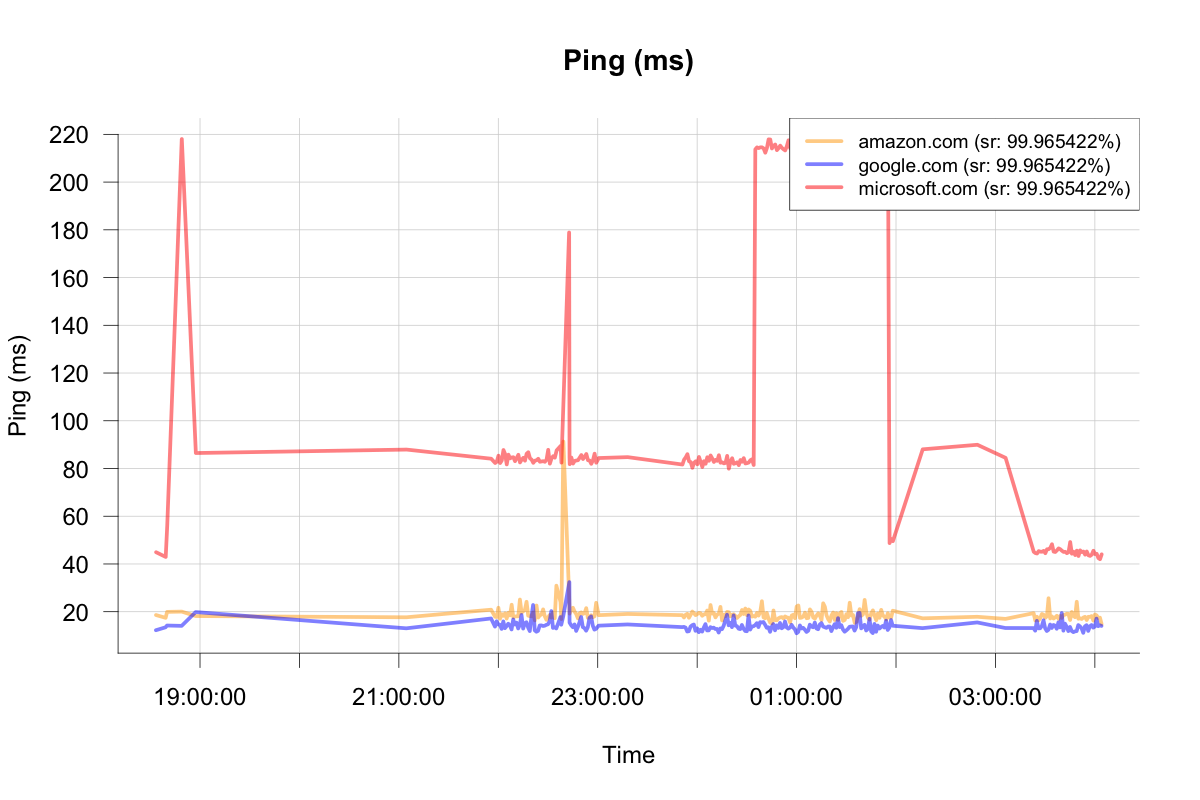 Ping (ms)
amazon.com (sr: 99.965422%)
google.com (sr: 99.965422%)
microsoft.com (sr: 99.965422%)
220
200
180
160
140
120
100
80
60
40
20
Ping (ms)
19:00:00 21:00:00 23:00:00 01:00:00 03:00:00
Time